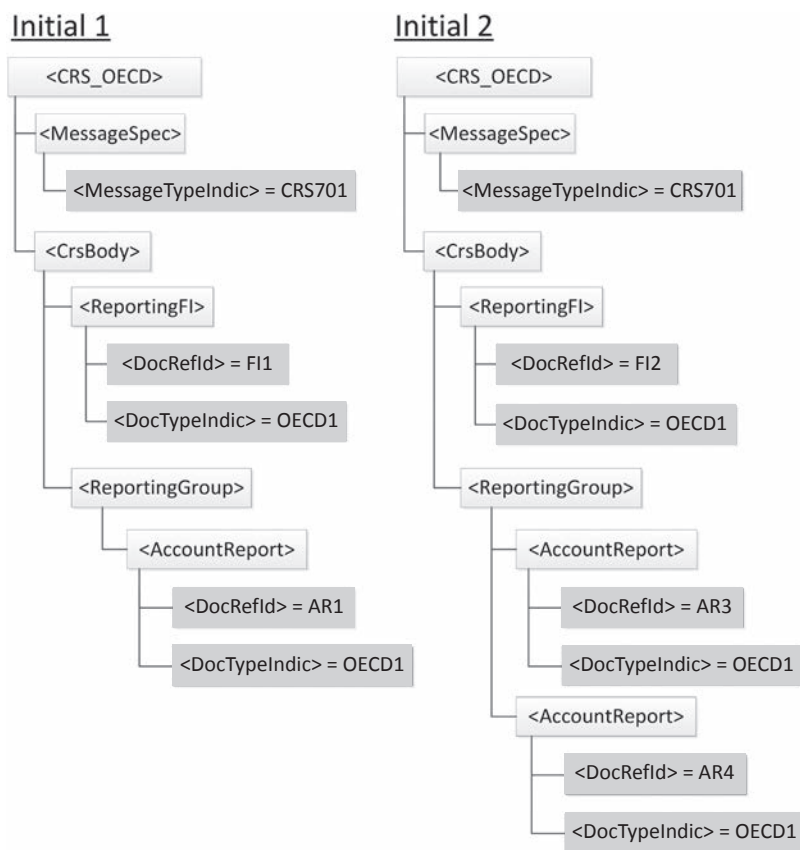 Initial 1
<CRS_OECD>
<MessageSpec>
<MessageTypeIndic> = CRS701
<CrsBody>
<ReportingFI>
<DocRefId> = FI1
<DocTypeIndic> = OECD1
<ReportingGroup>
<AccountReport>
<DocRefId> = AR1
<DocTypeIndic> = OECD1
Initial 2
<CRS_OECD>
<MessageSpec>
<MessageTypeIndic> = CRS701
<CrsBody>
<ReportingFI>
<DocRefId> = FI2
<DocTypeIndic> = OECD1
<ReportingGroup>
<AccountReport>
<DocRefId> = AR3
<DocTypeIndic> = OECD1
<AccountReport>
<DocRefId> = AR4
<DocTypeIndic> = OECD1